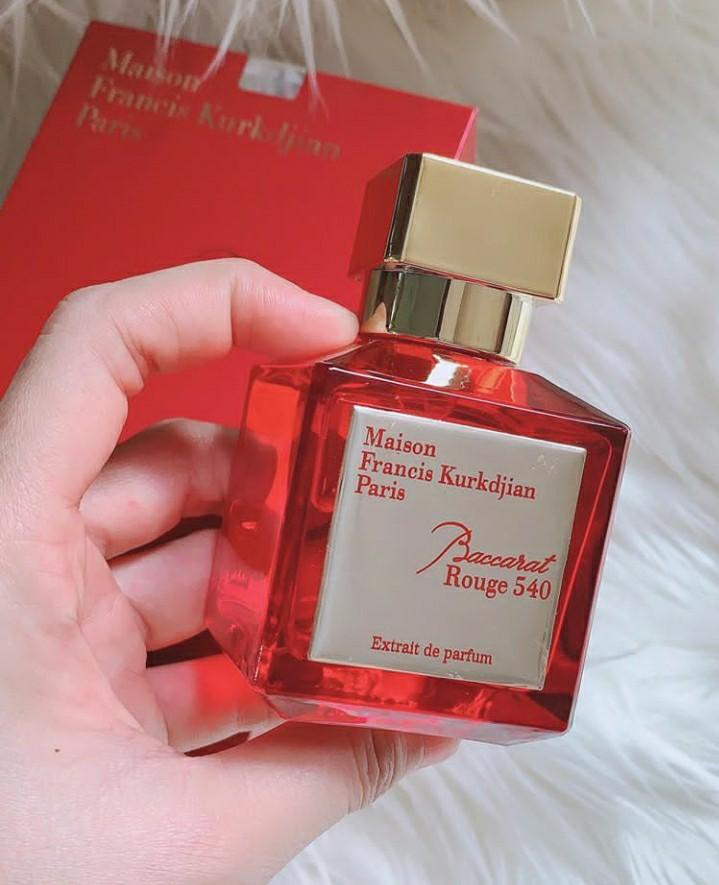 Maison
Francis Kurkdjian
Paris
Maison
Francis Kurkdjian
Paris
Baccarat
Rouge 540
Extrait de parfum